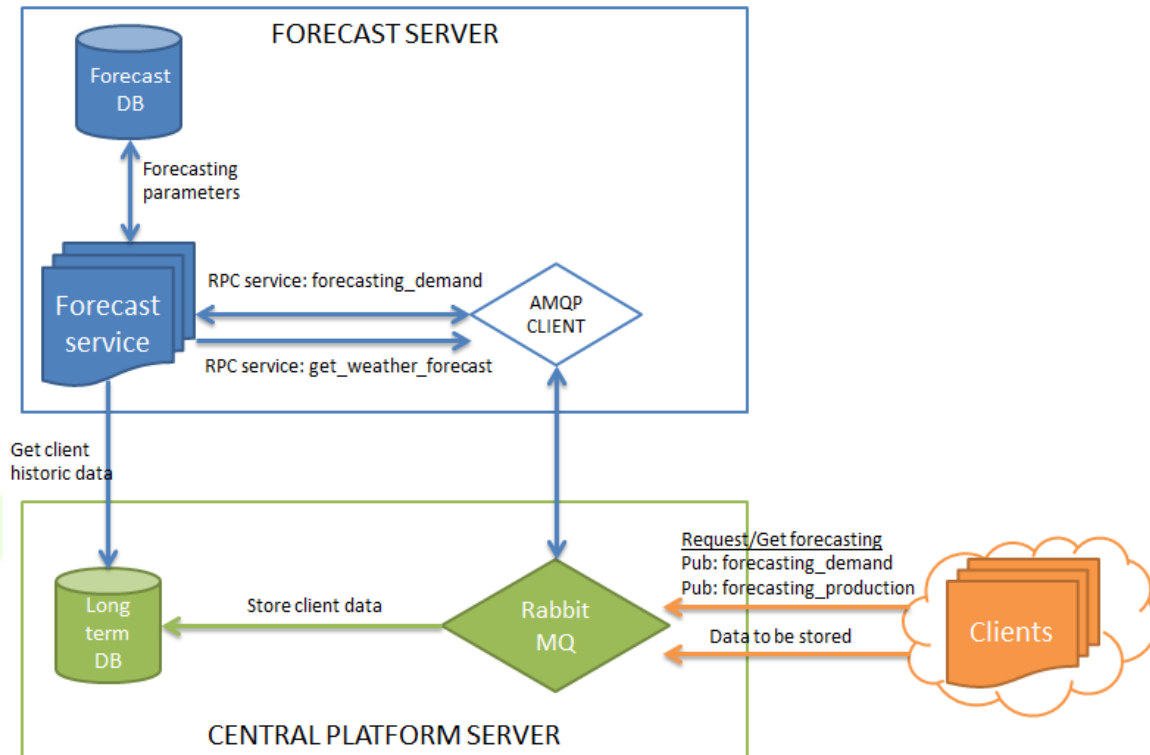 FORECAST SERVER
Forecast
DB
Forecasting
parameters
RPC service: forecasting_demand
Forecast
service
AMQP
CLIENT
RPC service: get_weather_forecast
Get client
historic data
Request/Get forecasting
Pub: forecasting_demand
Pub: forecasting_production
Long
term
DB
Store client data
Rabbit
MQ
Data to be stored
Clients
CENTRAL PLATFORM SERVER